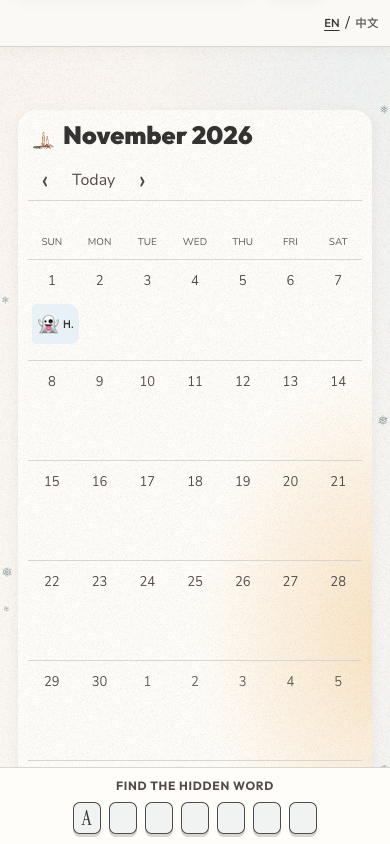 EN / 中文
November 2026
‹ Today ›
SUN MON TUE WED THU FRI SAT
1 2 3 4 5 6 7
👻 H.
8 9 10 11 12 13 14
15 16 17 18 19 20 21
22 23 24 25 26 27 28
29 30 1 2 3 4 5
FIND THE HIDDEN WORD
A